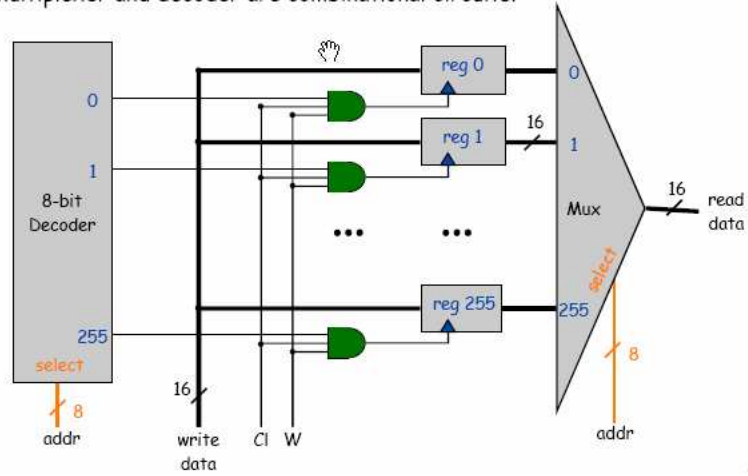 multiplexer and decoder are combinational circuits.
reg 0
0
0
16
reg 1
1
1
8-bit
Decoder
Mux
16
read
data
•••
•••
select
reg 255
255
255
select
8
8
16
addr
write
data
Cl
W
addr